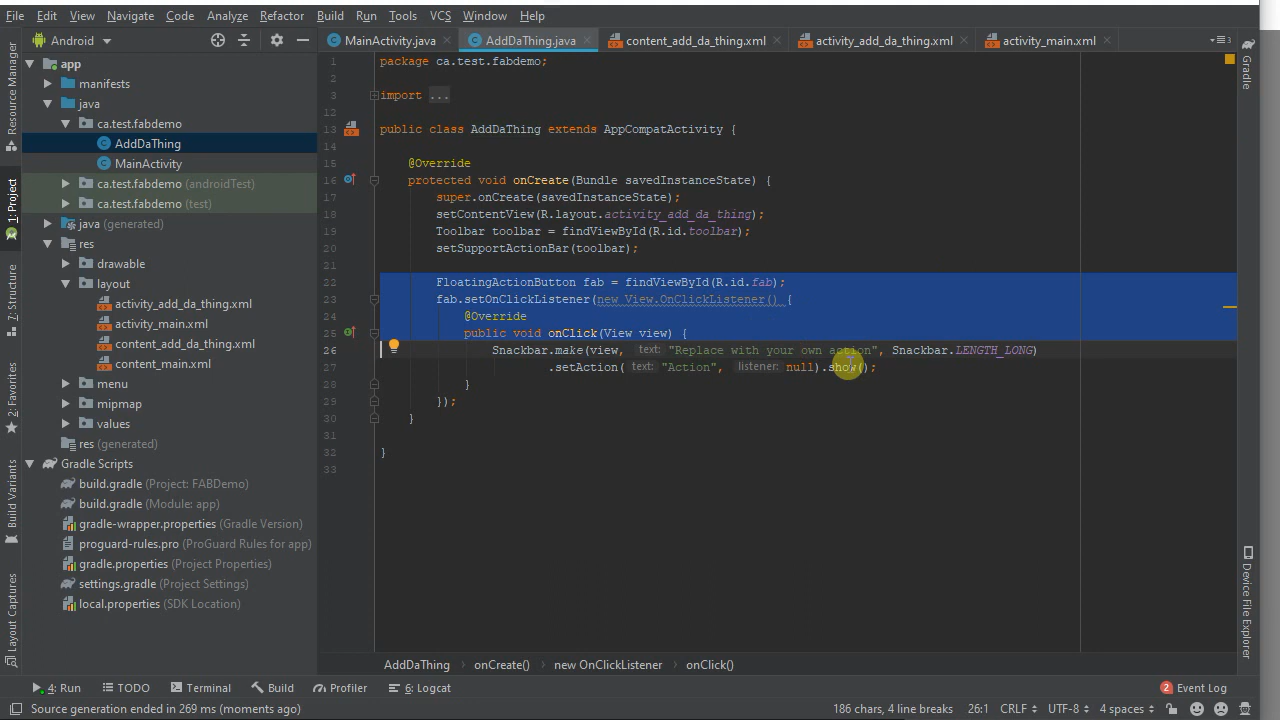 File Edit View Navigate Code Analyze Refactor Build Run Tools VCS Window Help
Android
MainActivity.java
AddDaThing.java
content_add_da_thing.xml
activity_add_da_thing.xml
activity_main.xml
3
Resource Manager
1: Project
Z: Structure
2: Favorites
Build Variants
Layout Captures
app
manifests
java
ca.test.fabdemo
AddDaThing
MainActivity
ca.test.fabdemo (androidTest)
ca.test.fabdemo (test)
java (generated)
res
drawable
layout
activity_add_da_thing.xml
activity_main.xml
content_add_da_thing.xml
content_main.xml
menu
mipmap
values
res (generated)
Gradle Scripts
build.gradle (Project: FABDemo)
build.gradle (Module: app)
gradle-wrapper.properties (Gradle Version)
proguard-rules.pro (ProGuard Rules for app)
gradle.properties (Project Properties)
settings.gradle (Project Settings)
local.properties (SDK Location)
1 package ca.test.fabdemo;
2
3 import ...
12
13 public class AddDaThing extends AppCompatActivity {
14
15 @Override
16 protected void onCreate(Bundle savedInstanceState) {
17 super.onCreate(savedInstanceState);
18 setContentView(R.layout.activity_add_da_thing);
19 Toolbar toolbar = findViewById(R.id.toolbar);
20 setSupportActionBar(toolbar);
21
22 FloatingActionButton fab = findViewById(R.id.fab);
23 fab.setOnClickListener(new View.OnClickListener() {
24 @Override
25 public void onClick(View view) {
26 Snackbar.make(view, text: "Replace with your own action", Snackbar.LENGTH_LONG)
27 .setAction( text: "Action", listener: null).show();
28 }
29 });
30 }
31
32 }
33
Gradle
Device File Explorer
AddDaThing onCreate() new OnClickListener onClick()
4: Run TODO Terminal Build Profiler 6: Logcat 2 Event Log
Source generation ended in 269 ms (moments ago) 186 chars, 4 line breaks 26:1 CRLF UTF-8 4 spaces